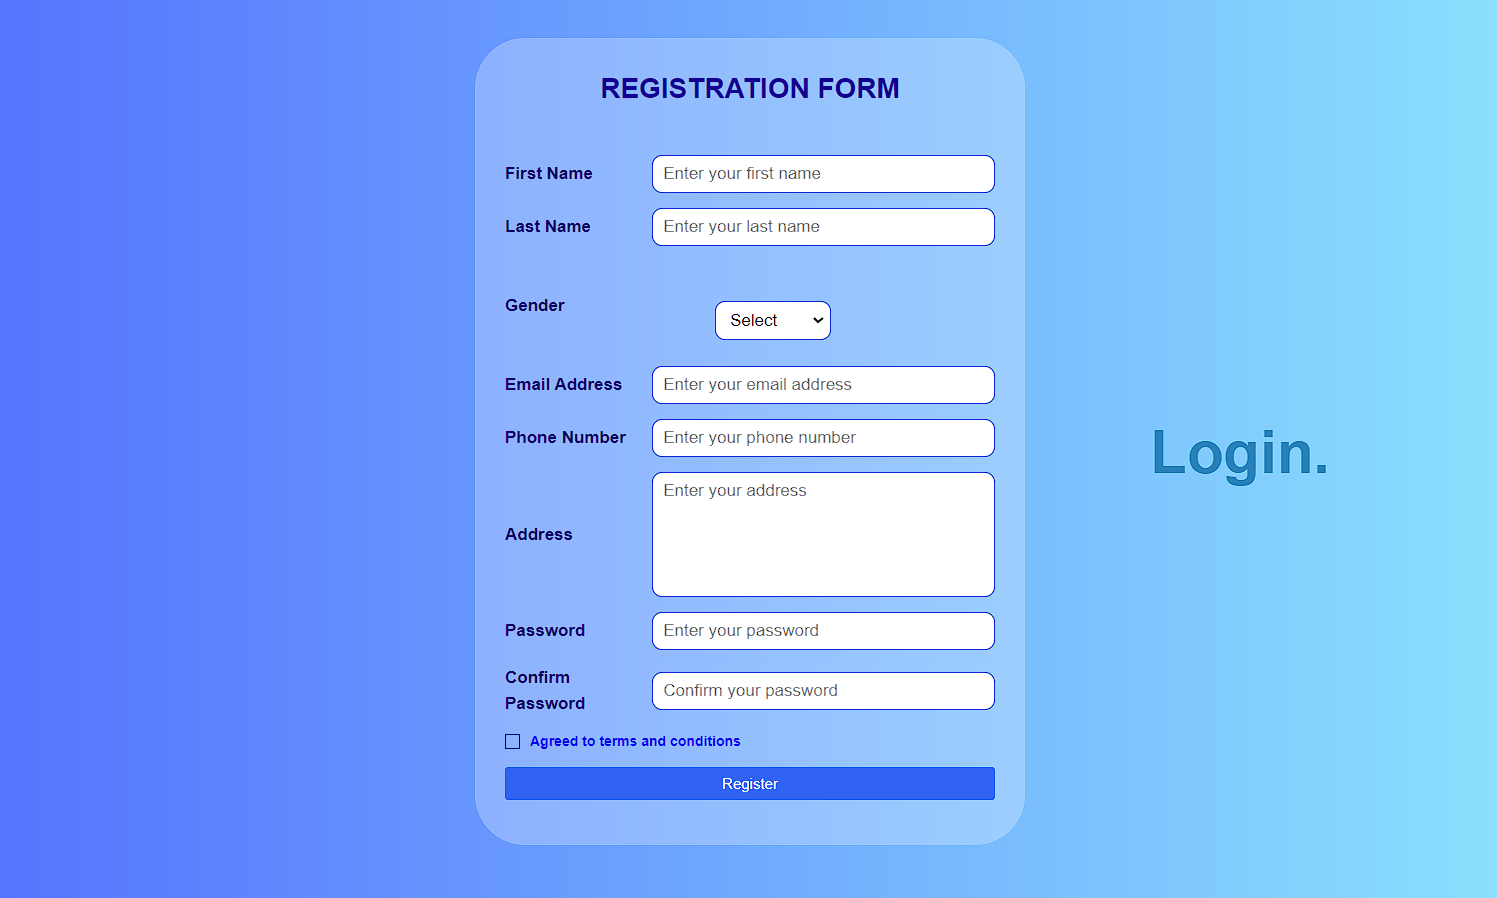 REGISTRATION FORM
First Name
Enter your first name
Last Name
Enter your last name
Gender
Select
Email Address
Enter your email address
Phone Number
Enter your phone number
Address
Enter your address
Password
Enter your password
Confirm
Password
Confirm your password
Agreed to terms and conditions
Register
Login.